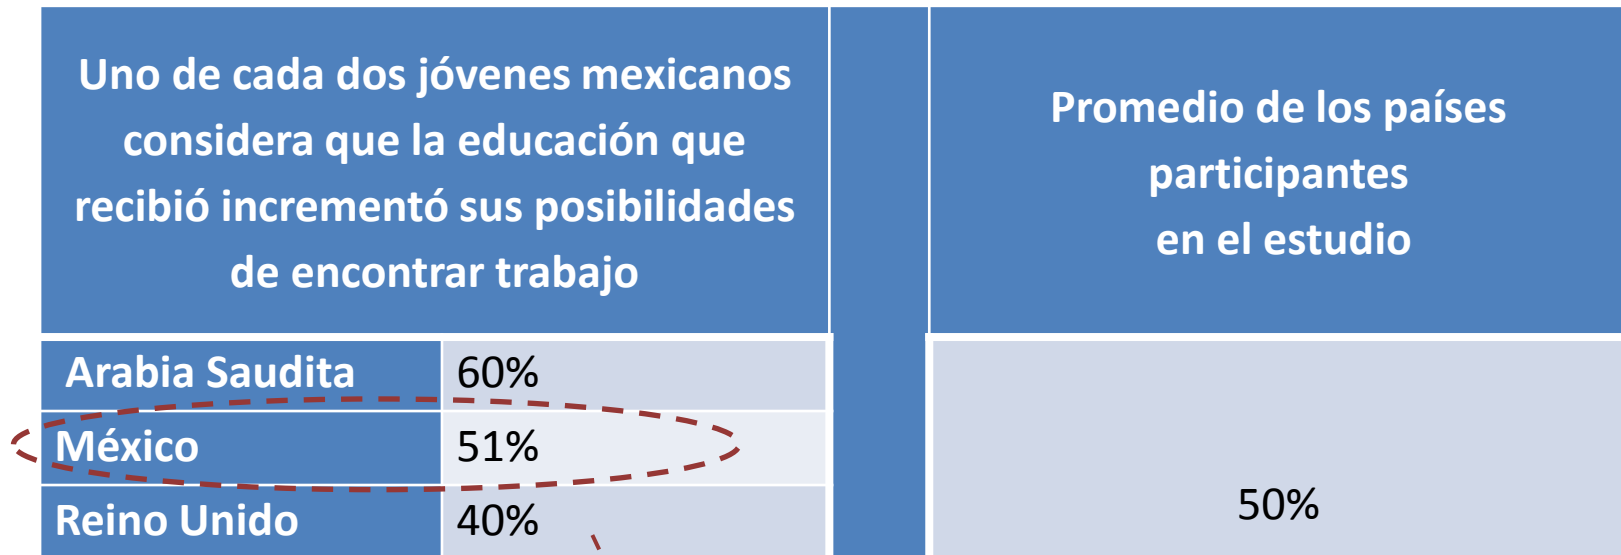 Uno de cada dos jóvenes mexicanos
considera que la educación que
recibió incrementó sus posibilidades
de encontrar trabajo
Promedio de los países
participantes
en el estudio
Arabia Saudita 60%
México 51%
Reino Unido 40%
50%